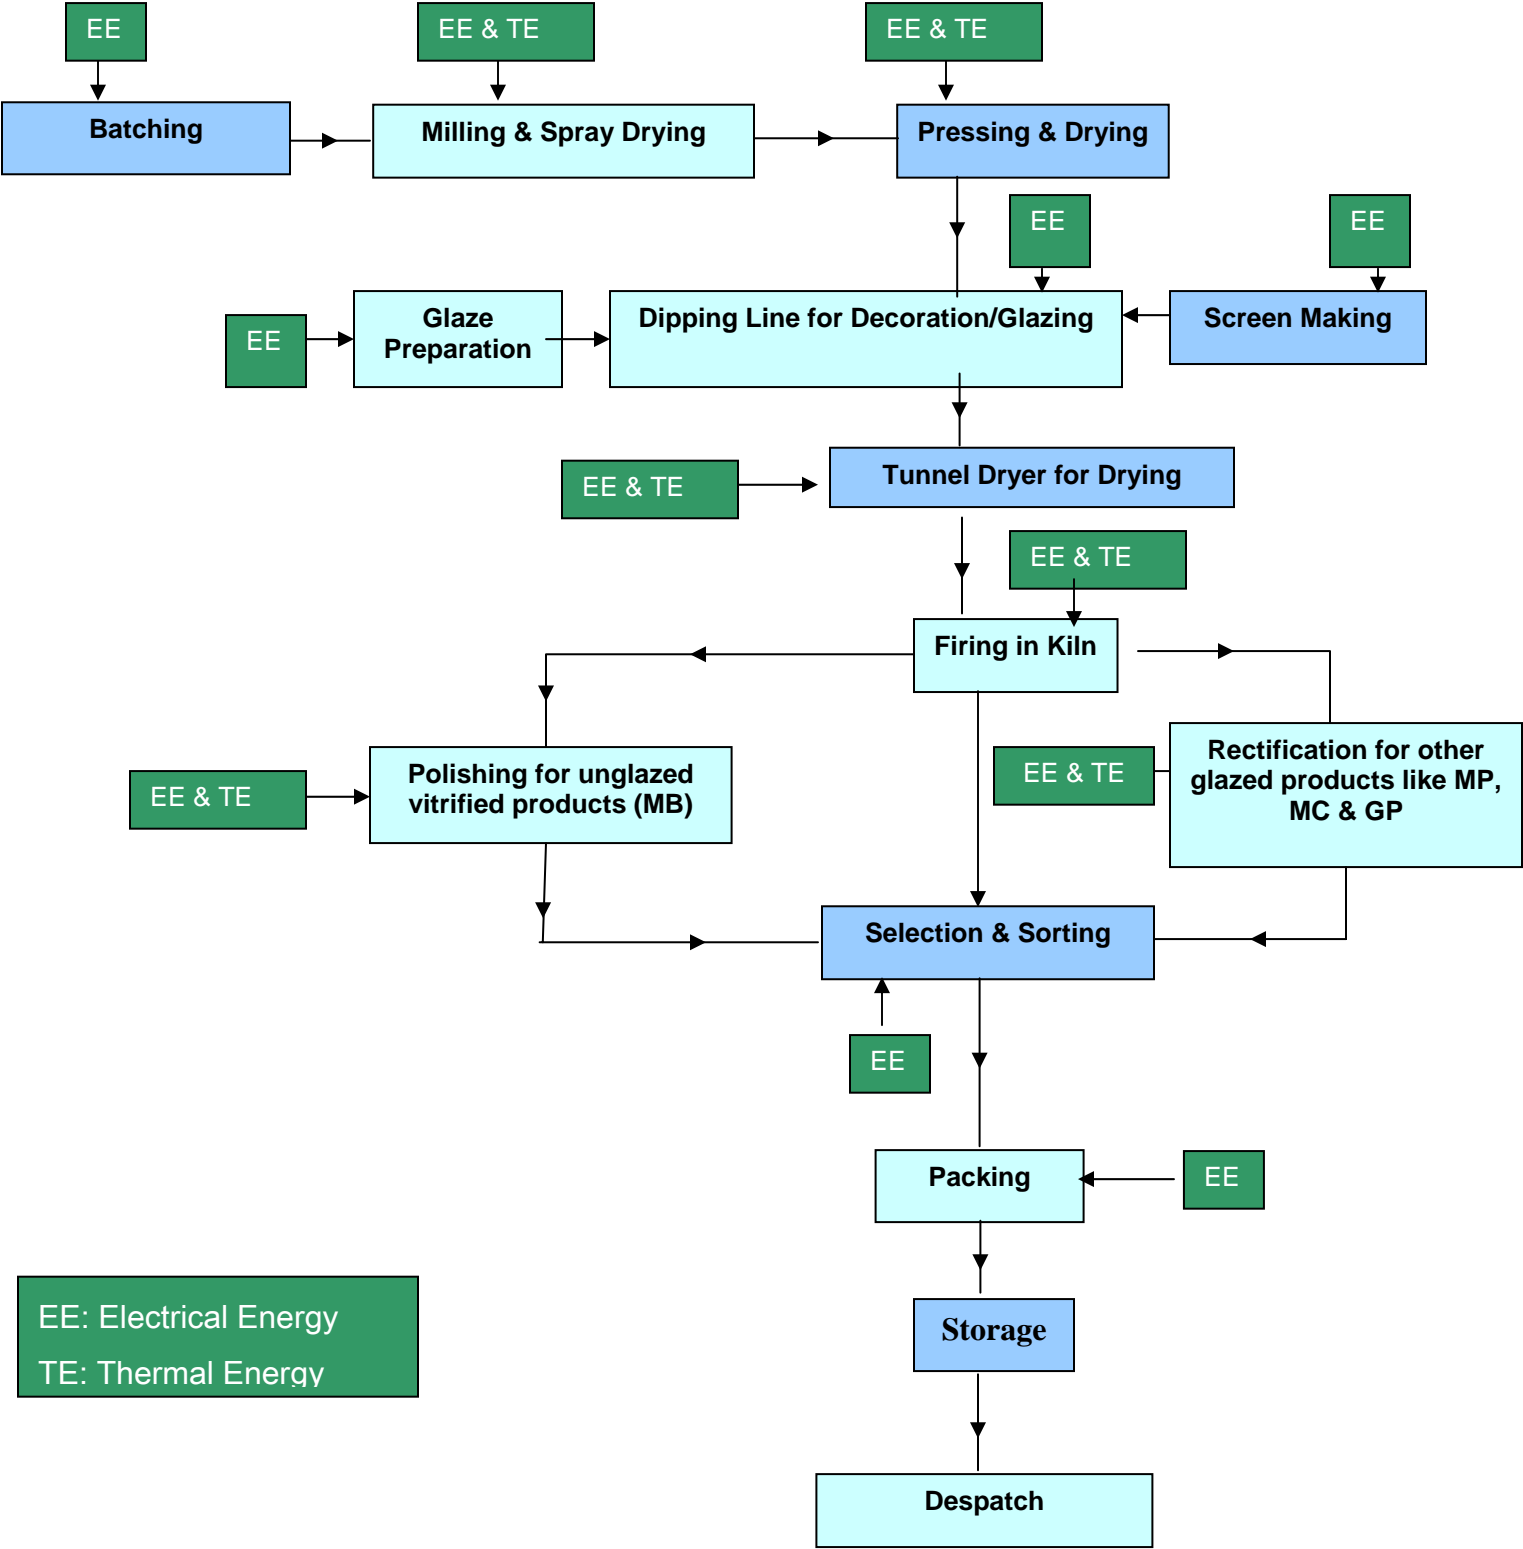 EE
EE & TE
EE & TE
Batching
Milling & Spray Drying
Pressing & Drying
EE
EE
EE
Glaze
Preparation
Dipping Line for Decoration/Glazing
Screen Making
EE & TE
Tunnel Dryer for Drying
EE & TE
Firing in Kiln
EE & TE
Polishing for unglazed
vitrified products (MB)
EE & TE
Rectification for other
glazed products like MP,
MC & GP
Selection & Sorting
EE
Packing
EE
EE: Electrical Energy
TE: Thermal Energy
Storage
Despatch